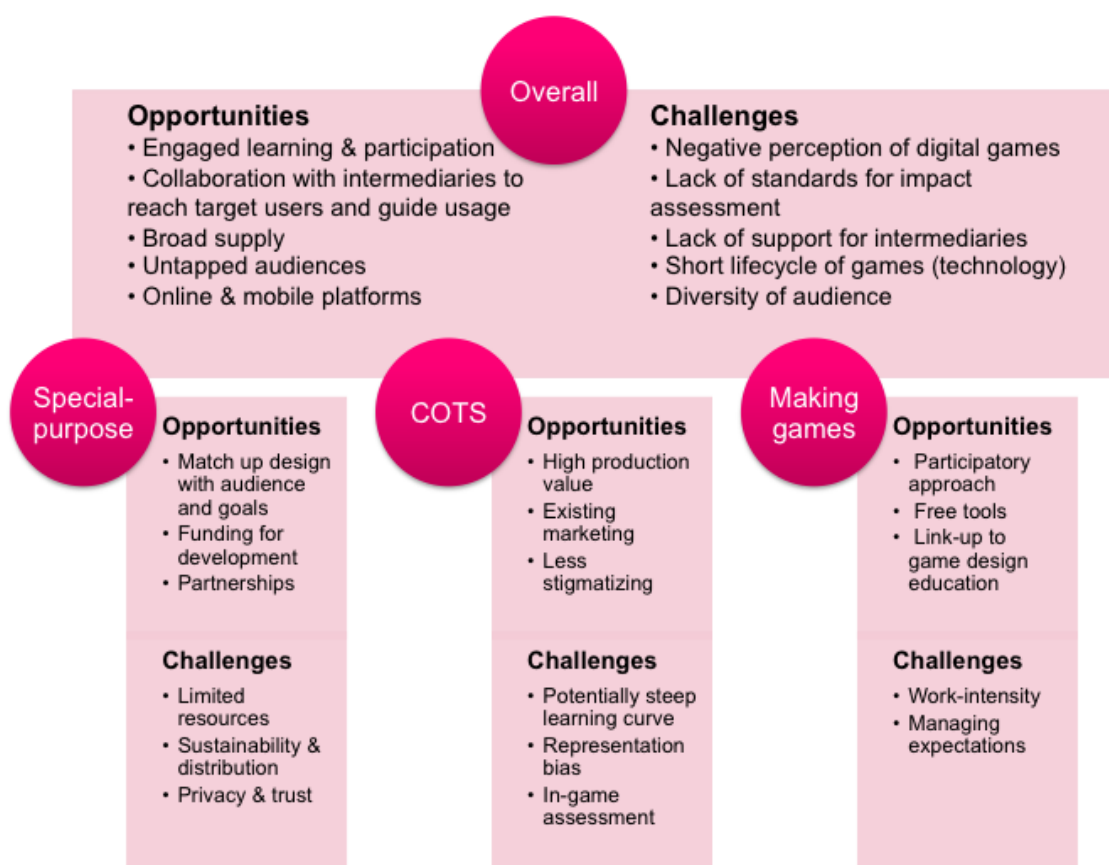 Overall
Opportunities
• Engaged learning & participation
• Collaboration with intermediaries to
reach target users and guide usage
• Broad supply
• Untapped audiences
• Online & mobile platforms
Challenges
• Negative perception of digital games
• Lack of standards for impact
assessment
• Lack of support for intermediaries
• Short lifecycle of games (technology)
• Diversity of audience
Special-
purpose
Opportunities
• Match up design
with audience
and goals
• Funding for
development
• Partnerships
Challenges
• Limited
resources
• Sustainability &
distribution
• Privacy & trust
COTS
Opportunities
• High production
value
• Existing
marketing
• Less
stigmatizing
Challenges
• Potentially steep
learning curve
• Representation
bias
• In-game
assessment
Making
games
Opportunities
• Participatory
approach
• Free tools
• Link-up to
game design
education
Challenges
• Work-intensity
• Managing
expectations